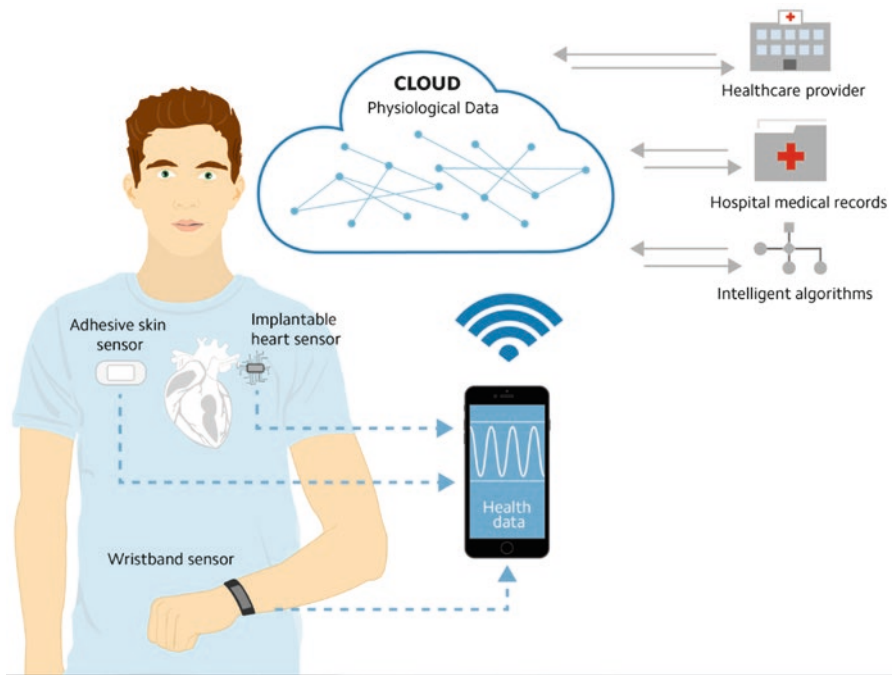 CLOUD
Physiological Data
Healthcare provider
Hospital medical records
Intelligent algorithms
Adhesive skin
sensor
Implantable
heart sensor
Health
data
Wristband sensor